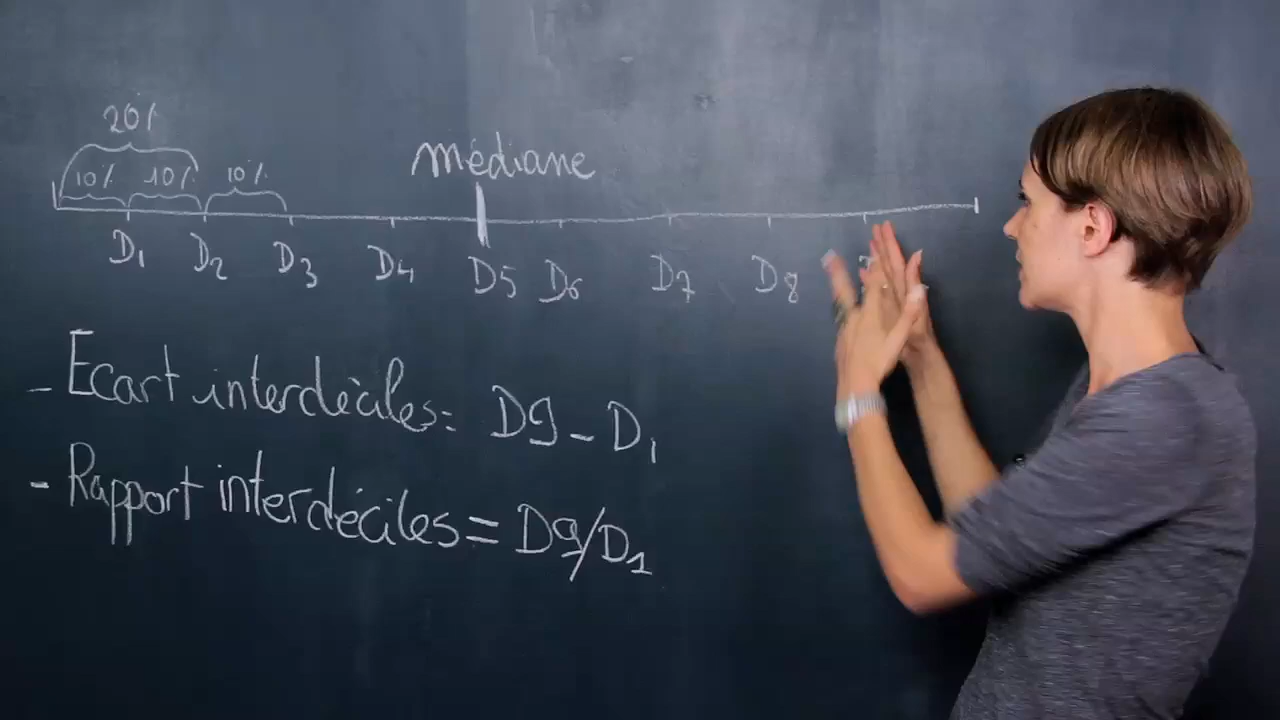 20%
10% 10% 10%
Médiane
D1 D2 D3 D4 D5 D6 D7 D8
- Ecart interdéciles = D9 - D1
- Rapport interdéciles = D9/D1